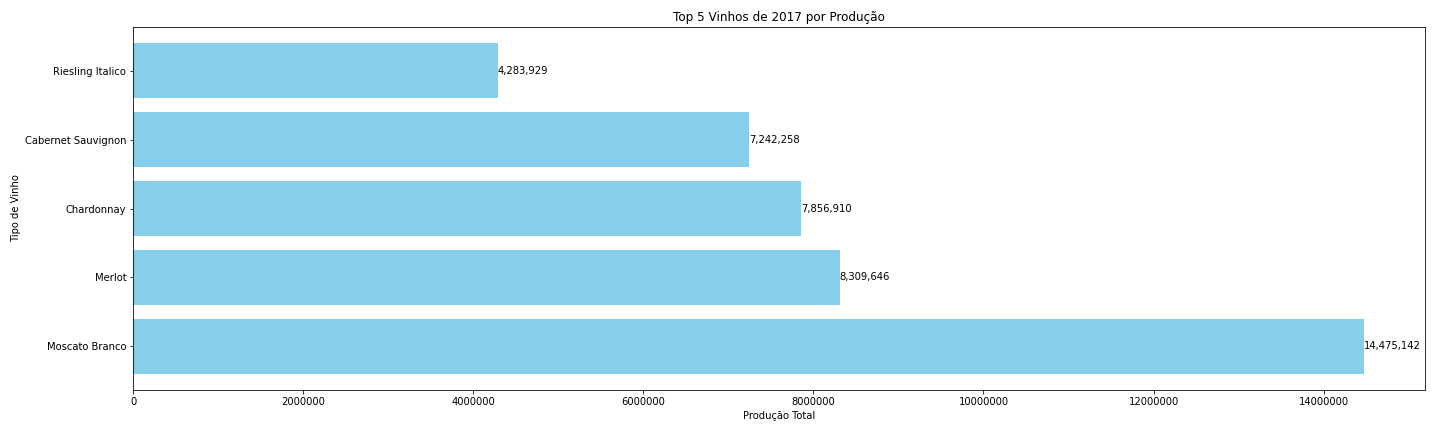 Top 5 Vinhos de 2017 por Produção
Tipo de Vinho
Riesling Italico
4,283,929
Cabernet Sauvignon
7,242,258
Chardonnay
7,856,910
Merlot
8,309,646
Moscato Branco
14,475,142
0 2000000 4000000 6000000 8000000 10000000 12000000 14000000
Produção Total